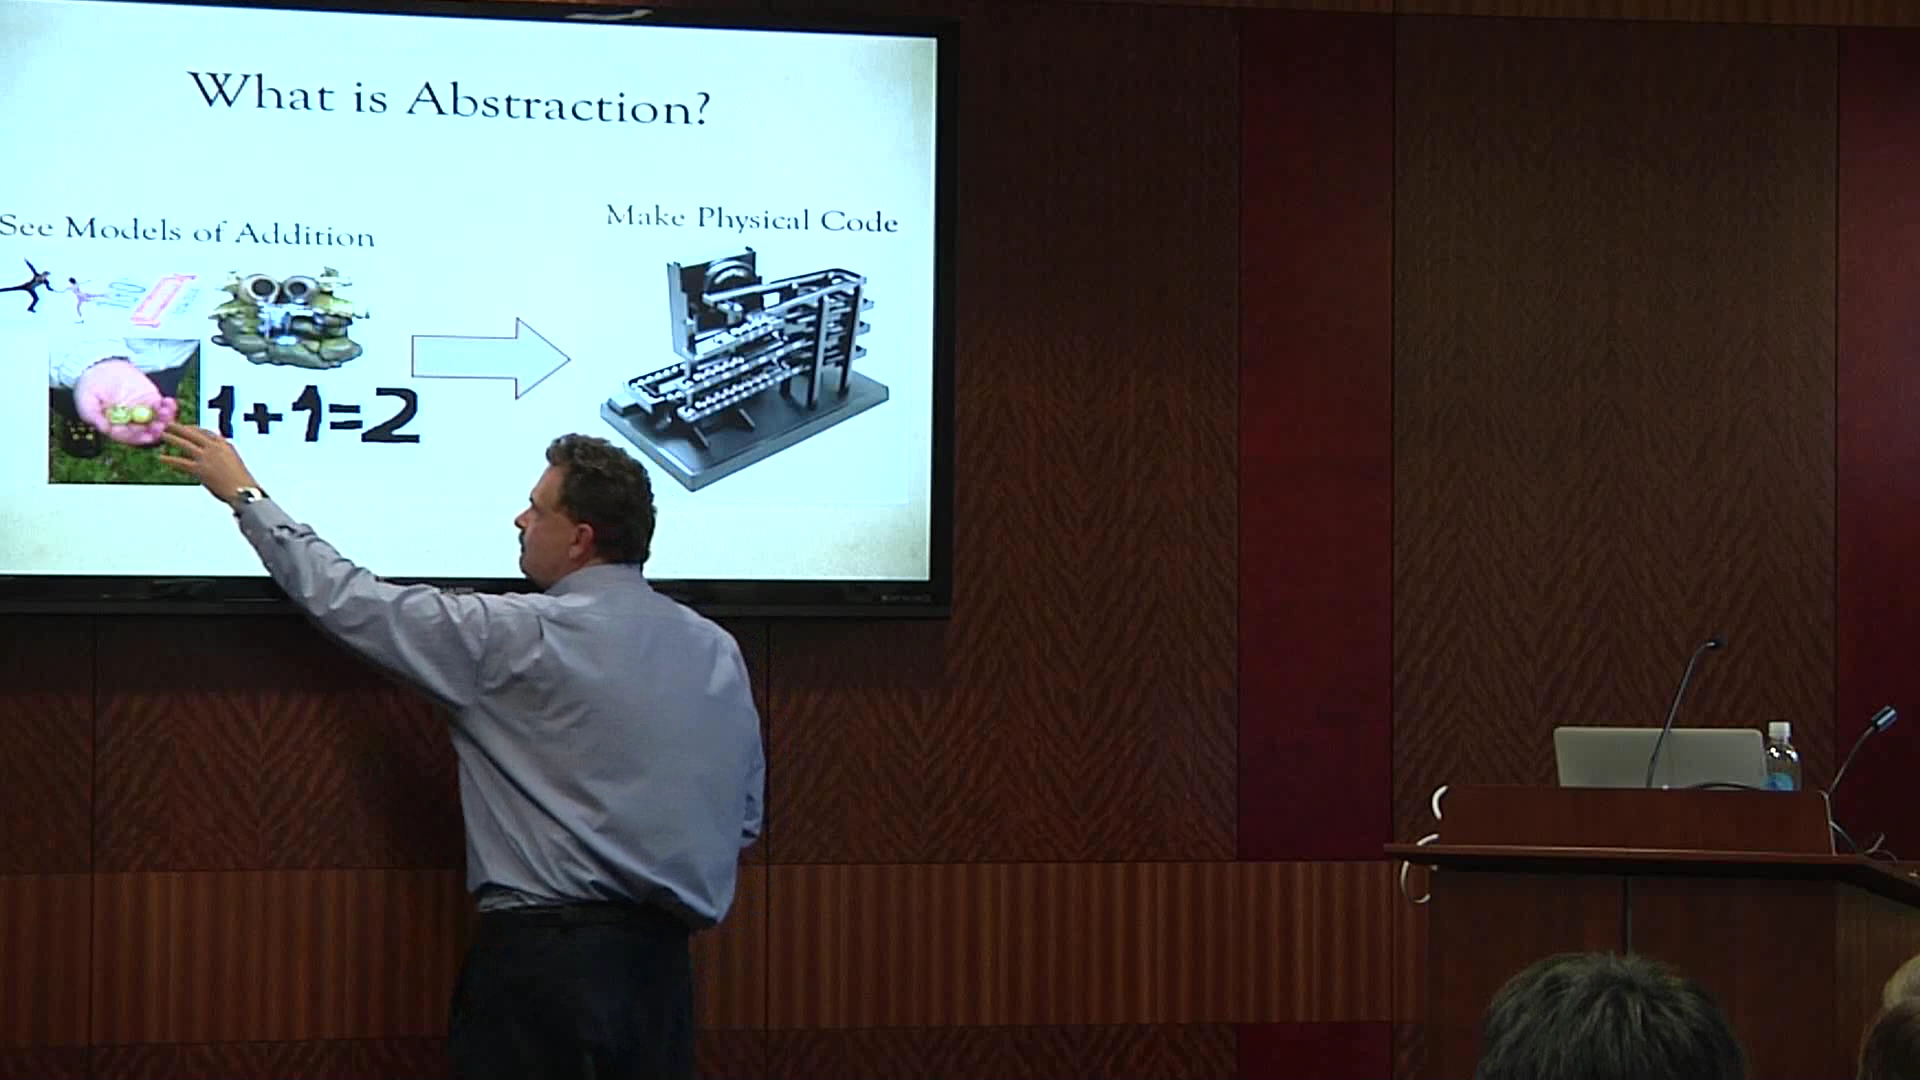 What is Abstraction?
See Models of Addition
Make Physical Code
1+1=2